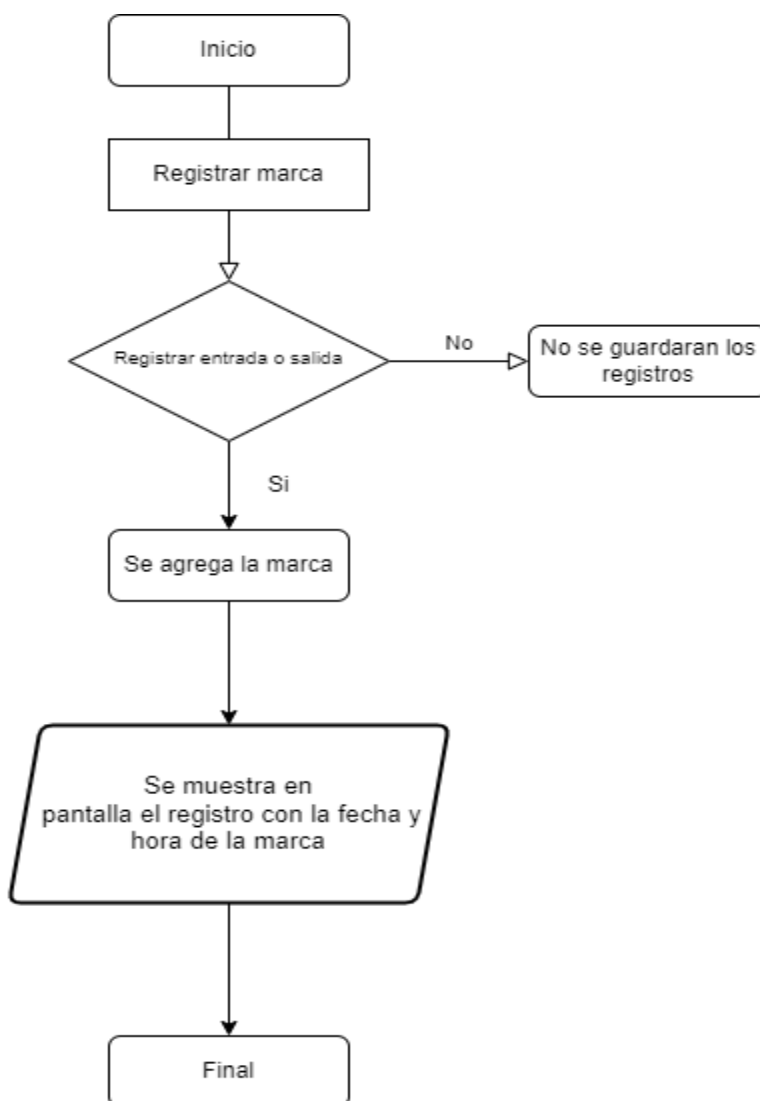 Inicio
Registrar marca
Registrar entrada o salida
No
No se guardaran los
registros
Si
Se agrega la marca
Se muestra en
pantalla el registro con la fecha y
hora de la marca
Final